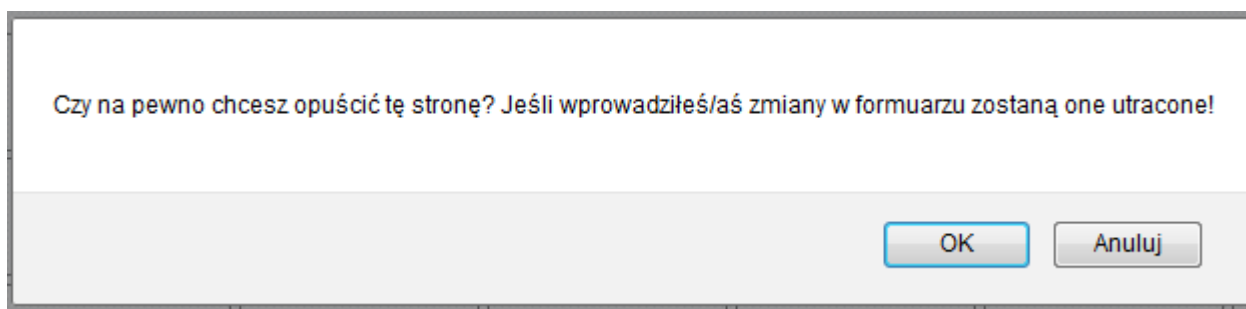 Czy na pewno chcesz opuścić tę stronę? Jeśli wprowadziłeś/aś zmiany w formuarzu zostaną one utracone!
OK Anuluj